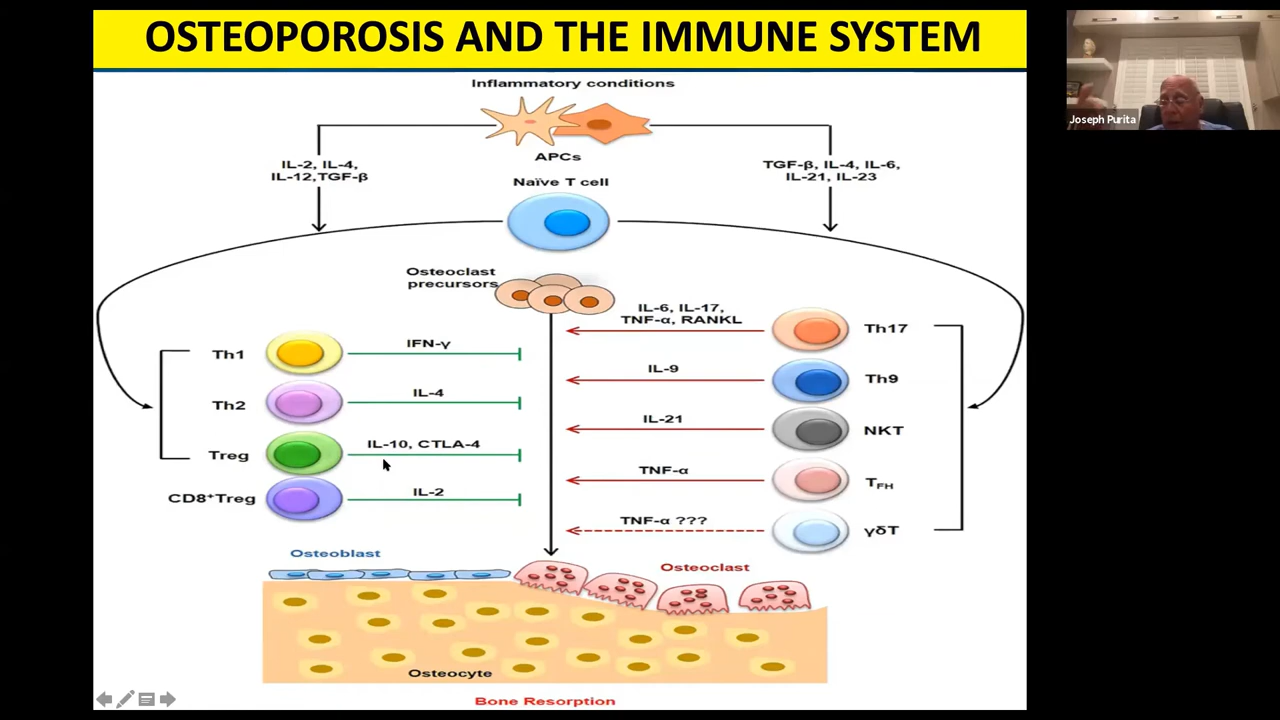 OSTEOPOROSIS AND THE IMMUNE SYSTEM
Joseph Purita
Inflammatory conditions
APCs
IL-2, IL-4,
IL-12,TGF-β
TGF-β, IL-4, IL-6,
IL-21, IL-23
Naïve T cell
Osteoclast
precursors
Th1
IFN-γ
Th2
IL-4
Treg
IL-10, CTLA-4
CD8⁺Treg
IL-2
IL-6, IL-17,
TNF-α, RANKL
Th17
IL-9
Th9
IL-21
NKT
TNF-α
TFH
TNF-α ???
γδT
Osteoblast
Osteoclast
Osteocyte
Bone Resorption